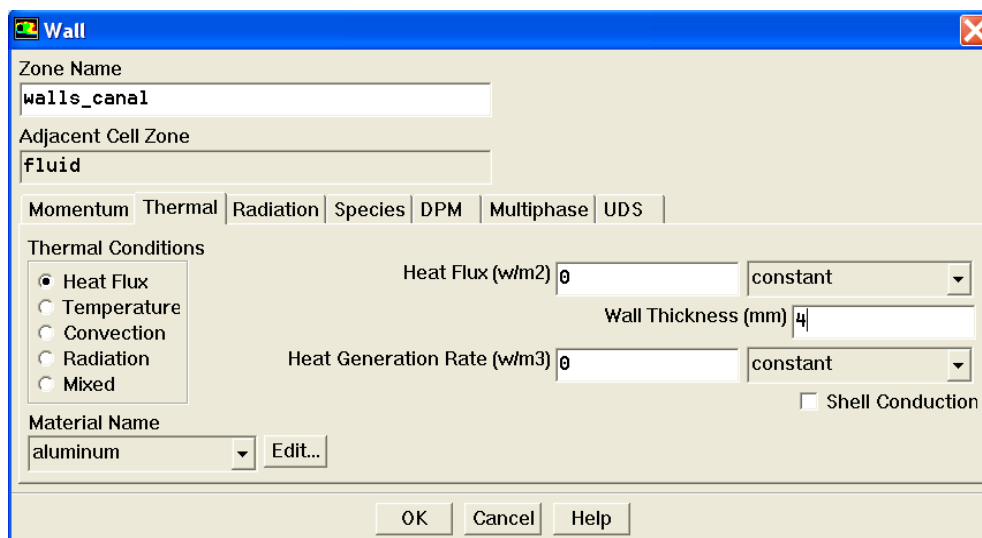 Wall
Zone Name
walls_canal
Adjacent Cell Zone
fluid
Momentum Thermal Radiation Species DPM Multiphase UDS
Thermal Conditions
Heat Flux
Temperature
Convection
Radiation
Mixed
Heat Flux (w/m2) 0 constant
Wall Thickness (mm) 4
Heat Generation Rate (w/m3) 0 constant
Shell Conduction
Material Name
aluminum Edit...
OK Cancel Help